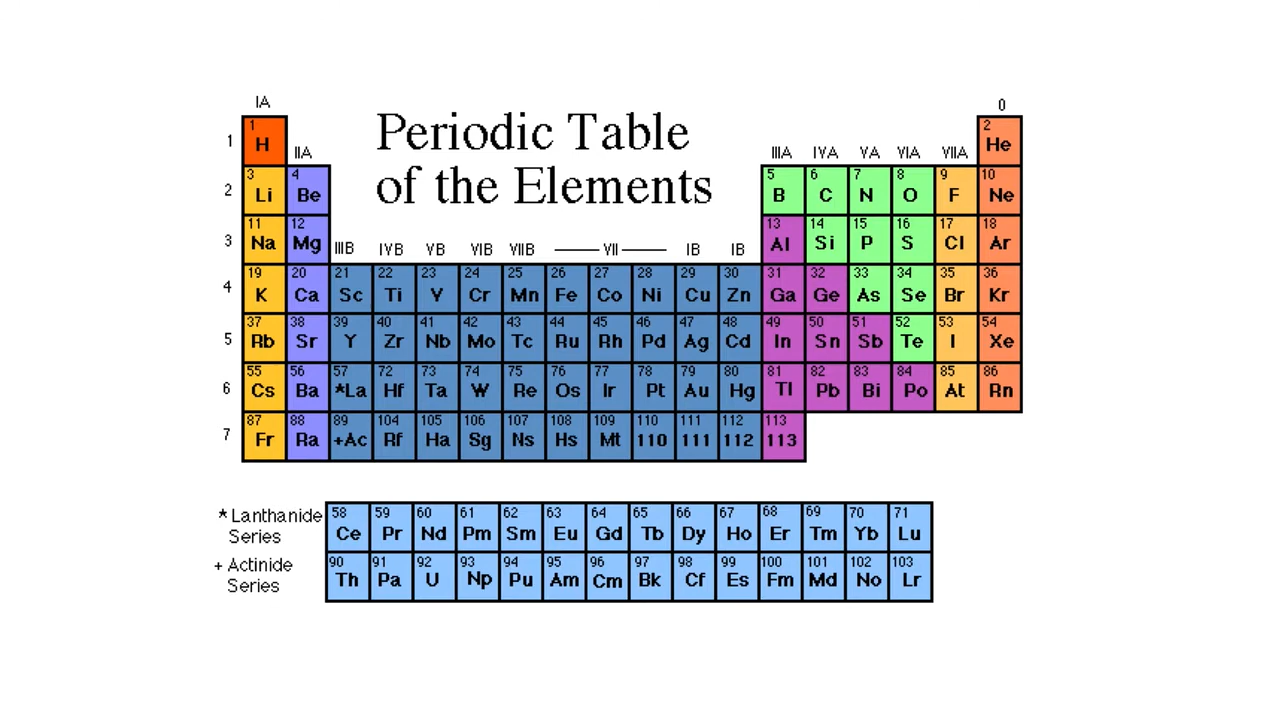 IA 0
1 1 H Periodic Table 2 He
IIA IIIA IVA VA VIA VIIA
2 3 Li 4 Be of the Elements 5 B 6 C 7 N 8 O 9 F 10 Ne
3 11 Na 12 Mg IIIB IVB VB VIB VIIB VII IB IB 13 Al 14 Si 15 P 16 S 17 Cl 18 Ar
4 19 K 20 Ca 21 Sc 22 Ti 23 V 24 Cr 25 Mn 26 Fe 27 Co 28 Ni 29 Cu 30 Zn 31 Ga 32 Ge 33 As 34 Se 35 Br 36 Kr
5 37 Rb 38 Sr 39 Y 40 Zr 41 Nb 42 Mo 43 Tc 44 Ru 45 Rh 46 Pd 47 Ag 48 Cd 49 In 50 Sn 51 Sb 52 Te 53 I 54 Xe
6 55 Cs 56 Ba 57 *La 72 Hf 73 Ta 74 W 75 Re 76 Os 77 Ir 78 Pt 79 Au 80 Hg 81 Tl 82 Pb 83 Bi 84 Po 85 At 86 Rn
7 87 Fr 88 Ra 89 +Ac 104 Rf 105 Ha 106 Sg 107 Ns 108 Hs 109 Mt 110 110 111 111 112 112 113 113
* Lanthanide Series 58 Ce 59 Pr 60 Nd 61 Pm 62 Sm 63 Eu 64 Gd 65 Tb 66 Dy 67 Ho 68 Er 69 Tm 70 Yb 71 Lu
+ Actinide Series 90 Th 91 Pa 92 U 93 Np 94 Pu 95 Am 96 Cm 97 Bk 98 Cf 99 Es 100 Fm 101 Md 102 No 103 Lr